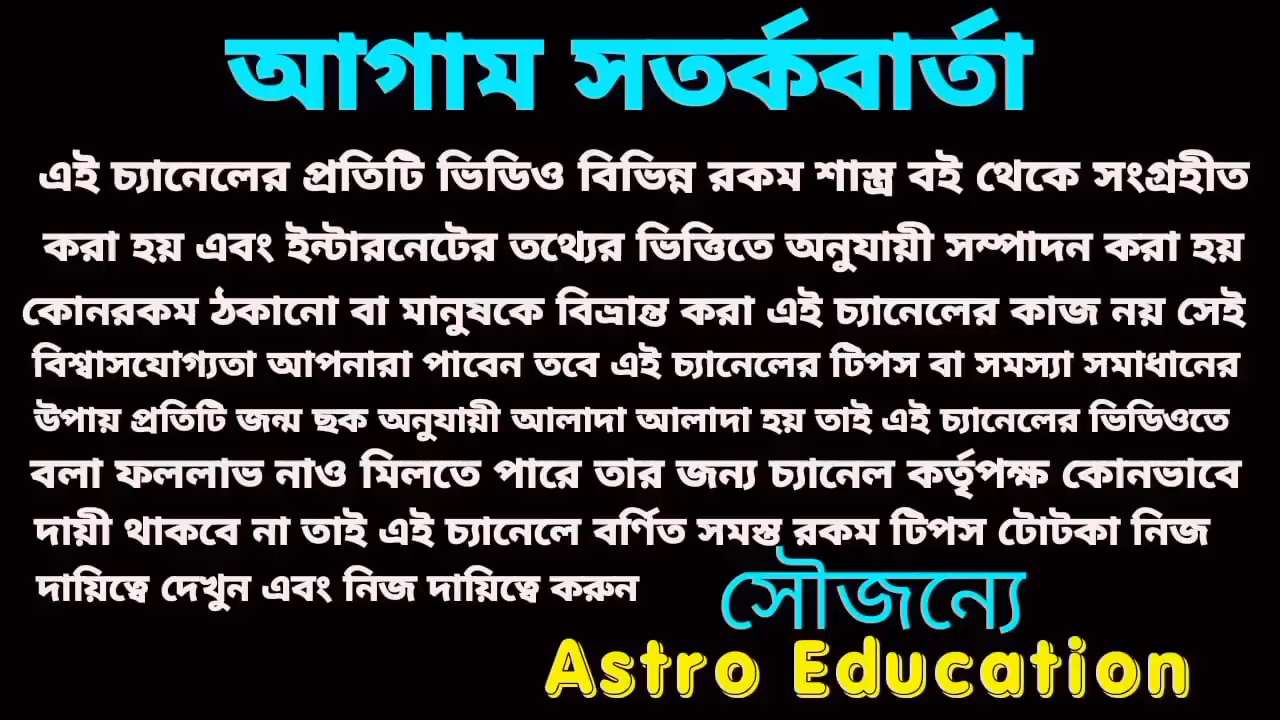 আগাম সতর্কবার্তা
এই চ্যানেলের প্রতিটি ভিডিও বিভিন্ন রকম শাস্ত্র বই থেকে সংগ্রহীত
করা হয় এবং ইন্টারনেটের তথ্যের ভিত্তিতে অনুযায়ী সম্পাদন করা হয়
কোনরকম ঠকানো বা মানুষকে বিভ্রান্ত করা এই চ্যানেলের কাজ নয় সেই
বিশ্বাসযোগ্যতা আপনারা পাবেন তবে এই চ্যানেলের টিপস বা সমস্যা সমাধানের
উপায় প্রতিটি জন্ম ছক অনুযায়ী আলাদা আলাদা হয় তাই এই চ্যানেলের ভিডিওতে
বলা ফললাভ নাও মিলতে পারে তার জন্য চ্যানেল কর্তৃপক্ষ কোনভাবে
দায়ী থাকবে না তাই এই চ্যানেলে বর্ণিত সমস্ত রকম টিপস টোটকা নিজ
দায়িত্বে দেখুন এবং নিজ দায়িত্বে করুন
সৌজন্যে
Astro Education